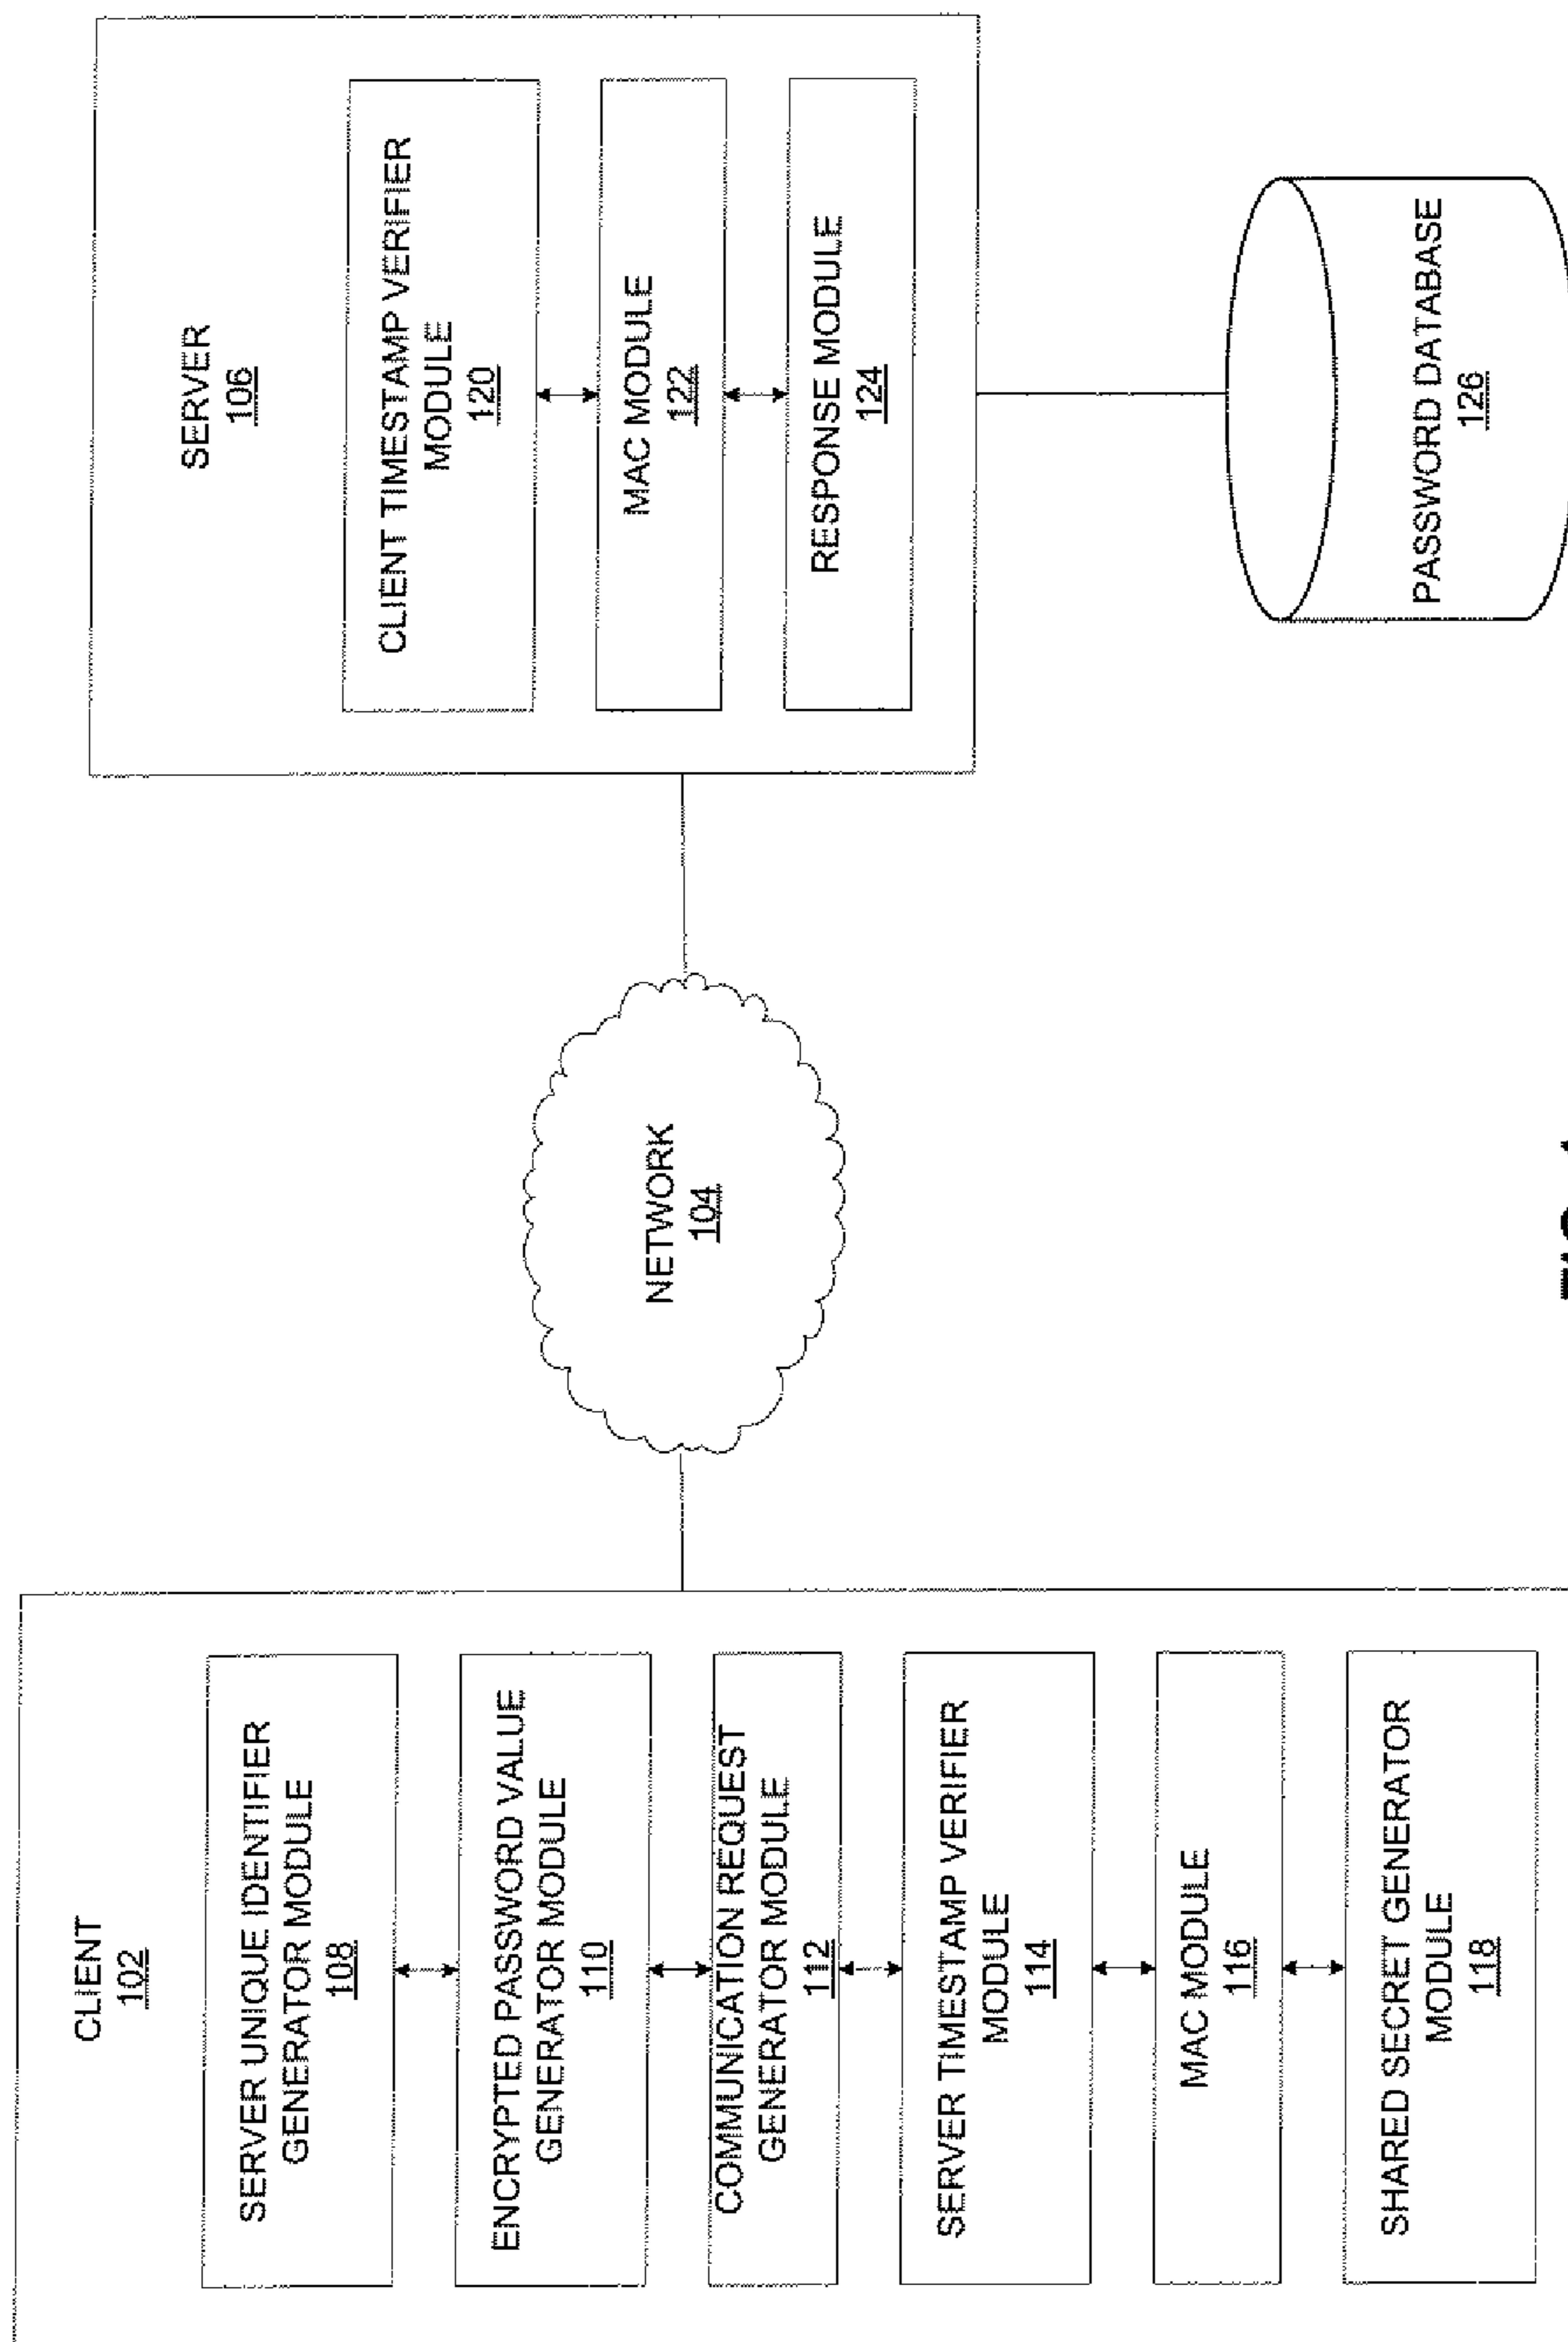 CLIENT
102
SERVER UNIQUE IDENTIFIER
GENERATOR MODULE
108
ENCRYPTED PASSWORD VALUE
GENERATOR MODULE
110
COMMUNICATION REQUEST
GENERATOR MODULE
112
SERVER TIMESTAMP VERIFIER
MODULE
114
MAC MODULE
116
SHARED SECRET GENERATOR
MODULE
118
NETWORK
104
SERVER
106
CLIENT TIMESTAMP VERIFIER
MODULE
120
MAC MODULE
122
RESPONSE MODULE
124
PASSWORD DATABASE
126